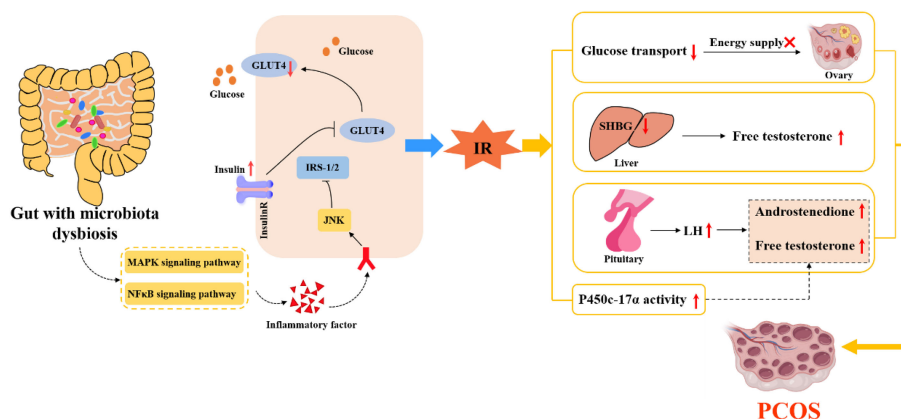 Gut with microbiota
dysbiosis
MAPK signaling pathway
NFκB signaling pathway
Inflammatory factor
Glucose
Glucose
GLUT4
GLUT4
Insulin
InsulinR
IRS-1/2
JNK
IR
Glucose transport
Energy supply
Ovary
SHBG
Liver
Free testosterone
Pituitary
LH
Androstenedione
Free testosterone
P450c-17α activity
PCOS